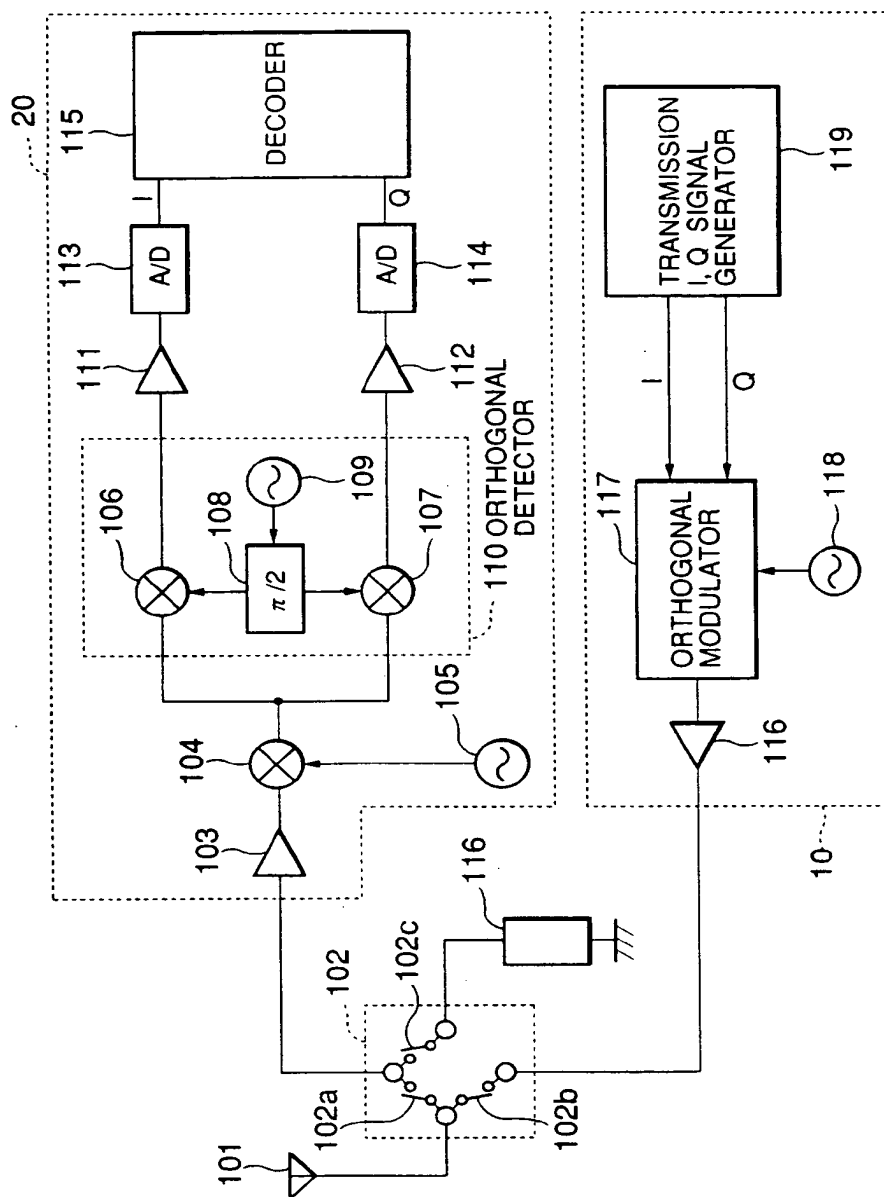 20
115
DECODER
I
Q
113
A/D
A/D
114
111
112
110 ORTHOGONAL
DETECTOR
106
108
π/2
109
107
104
105
103
102
102a
102b
102c
116
101
TRANSMISSION
I, Q SIGNAL
GENERATOR
119
I
Q
117
ORTHOGONAL
MODULATOR
118
116
10